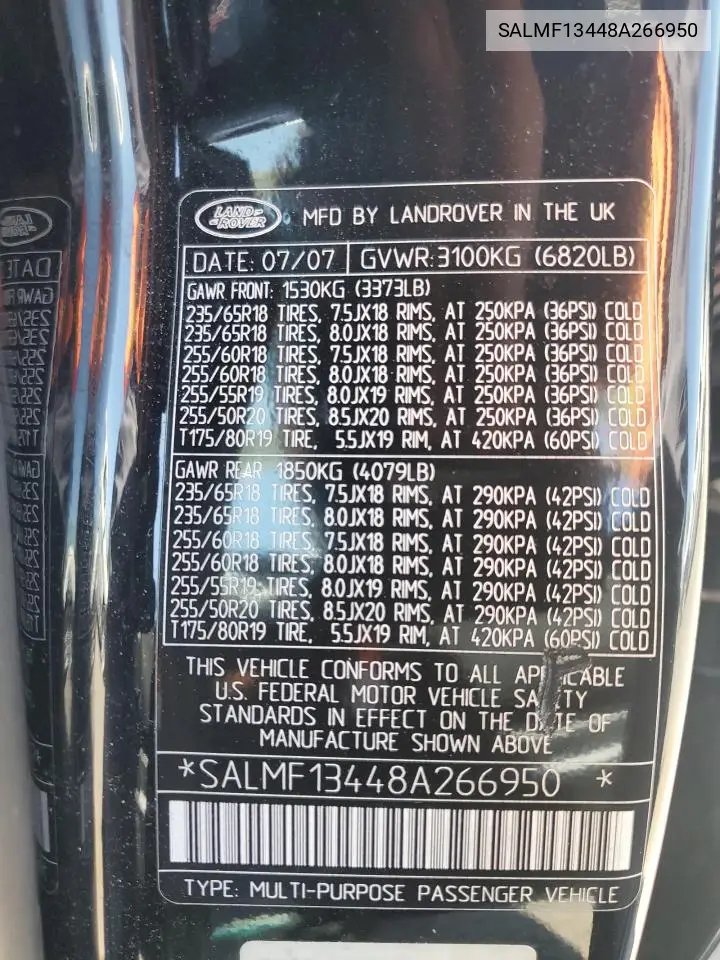 SALMF13448A266950
LAND-ROVER MFD BY LANDROVER IN THE UK
DATE: 07/07 GVWR: 3100KG (6820LB)
GAWR FRONT: 1530KG (3373LB)
235/65R18 TIRES, 7.5JX18 RIMS, AT 250KPA (36PSI) COLD
235/65R18 TIRES, 8.0JX18 RIMS, AT 250KPA (36PSI) COLD
255/60R18 TIRES, 7.5JX18 RIMS, AT 250KPA (36PSI) COLD
255/60R18 TIRES, 8.0JX18 RIMS, AT 250KPA (36PSI) COLD
255/55R19 TIRES, 8.0JX19 RIMS, AT 250KPA (36PSI) COLD
255/50R20 TIRES, 8.5JX20 RIMS, AT 250KPA (36PSI) COLD
T175/80R19 TIRE, 5.5JX19 RIM, AT 420KPA (60PSI) COLD
GAWR REAR 1850KG (4079LB)
235/65R18 TIRES, 7.5JX18 RIMS, AT 290KPA (42PSI) COLD
235/65R18 TIRES, 8.0JX18 RIMS, AT 290KPA (42PSI) COLD
255/60R18 TIRES, 7.5JX18 RIMS, AT 290KPA (42PSI) COLD
255/60R18 TIRES, 8.0JX18 RIMS, AT 290KPA (42PSI) COLD
255/55R19 TIRES, 8.0JX19 RIMS, AT 290KPA (42PSI) COLD
255/50R20 TIRES, 8.5JX20 RIMS, AT 290KPA (42PSI) COLD
T175/80R19 TIRE, 5.5JX19 RIM, AT 420KPA (60PSI) COLD
THIS VEHICLE CONFORMS TO ALL APPLICABLE
U.S. FEDERAL MOTOR VEHICLE SAFETY
STANDARDS IN EFFECT ON THE DATE OF
MANUFACTURE SHOWN ABOVE
*SALMF13448A266950 *
TYPE: MULTI-PURPOSE PASSENGER VEHICLE